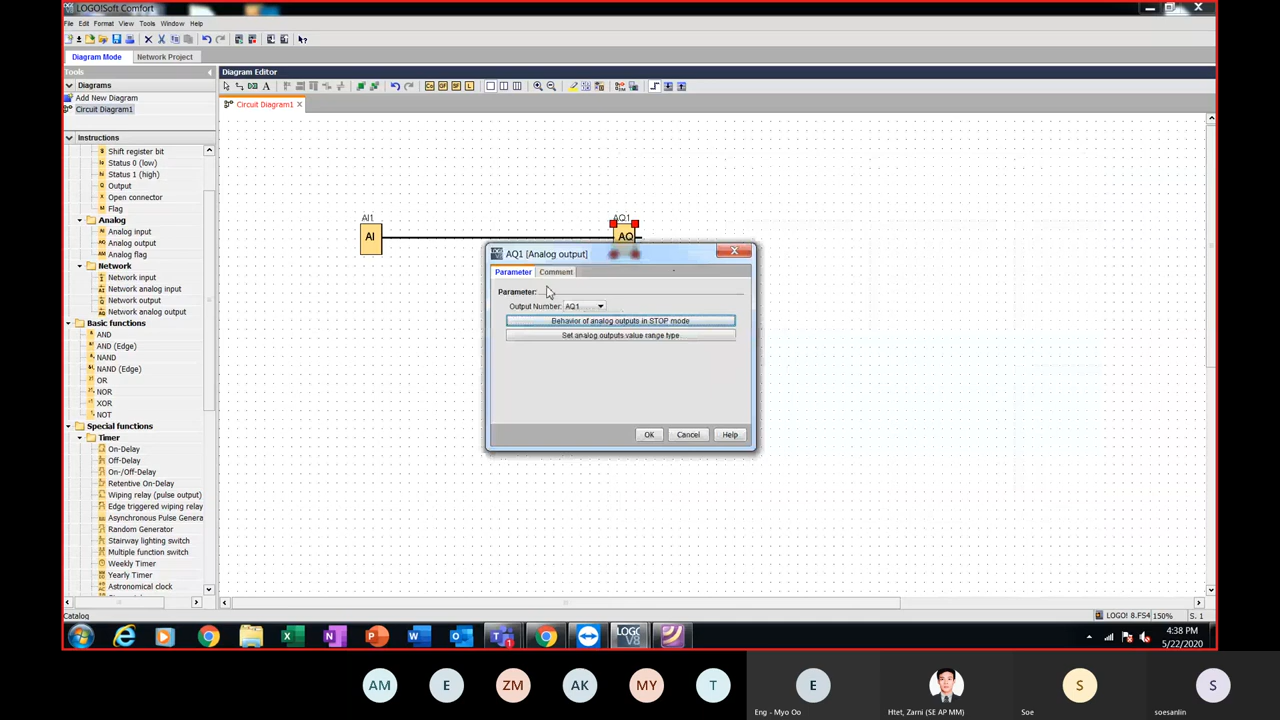 LOGO!Soft Comfort
File Edit Format View Tools Window Help
Diagram Mode Network Project
Tools
Diagram Editor
Diagrams
Add New Diagram
Circuit Diagram1
Circuit Diagram1
Instructions
Shift register bit
Status 0 (low)
Status 1 (high)
Output
Open connector
Flag
Analog
Analog input
Analog output
Analog flag
Network
Network input
Network analog input
Network output
Network analog output
Basic functions
AND
AND (Edge)
NAND
NAND (Edge)
OR
NOR
XOR
NOT
Special functions
Timer
On-Delay
Off-Delay
On-/Off-Delay
Retentive On-Delay
Wiping relay (pulse output)
Edge triggered wiping relay
Asynchronous Pulse Genera
Random Generator
Stairway lighting switch
Multiple function switch
Weekly Timer
Yearly Timer
Astronomical clock
AI1
AI
AQ1
AQ
AQ1 [Analog output]
Parameter Comment
Parameter:
Output Number: AQ1
Behavior of analog outputs in STOP mode
Set analog outputs value range type
OK Cancel Help
Catalog
LOGO! 8.FS4 150% S. 1
4:38 PM
5/22/2020
AM E ZM AK MY T E S S
Eng - Myo Oo
Htet, Zarni (SE AP MM)
Soe
soesanlin